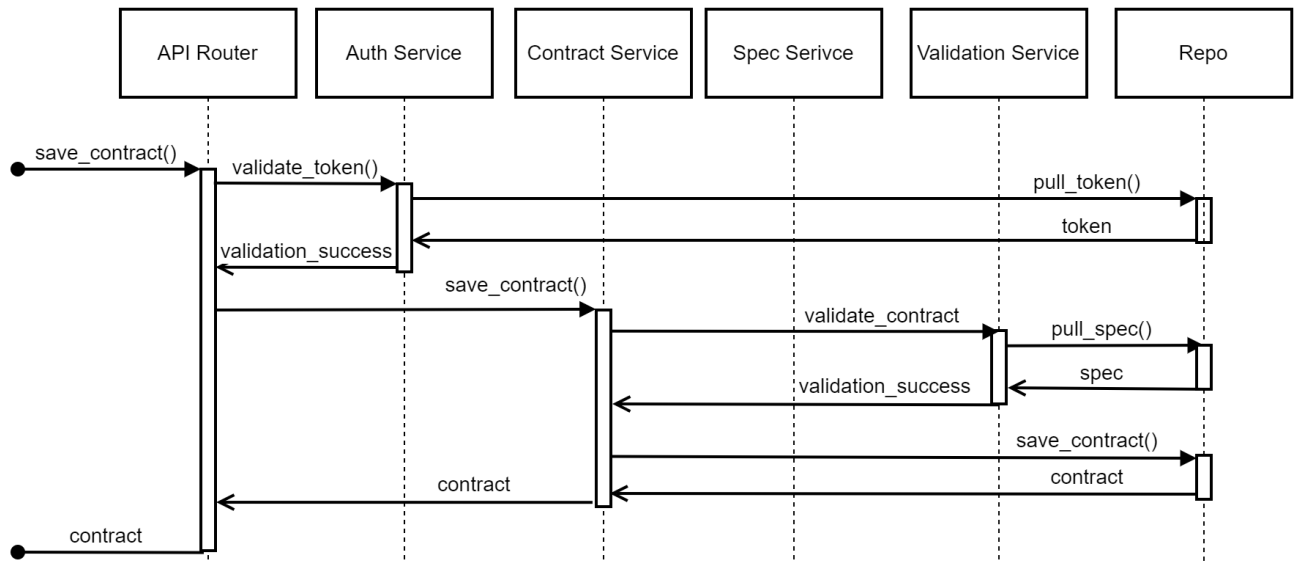 API Router
Auth Service
Contract Service
Spec Serivce
Validation Service
Repo
save_contract()
validate_token()
pull_token()
token
validation_success
save_contract()
validate_contract
pull_spec()
spec
validation_success
save_contract()
contract
contract
contract